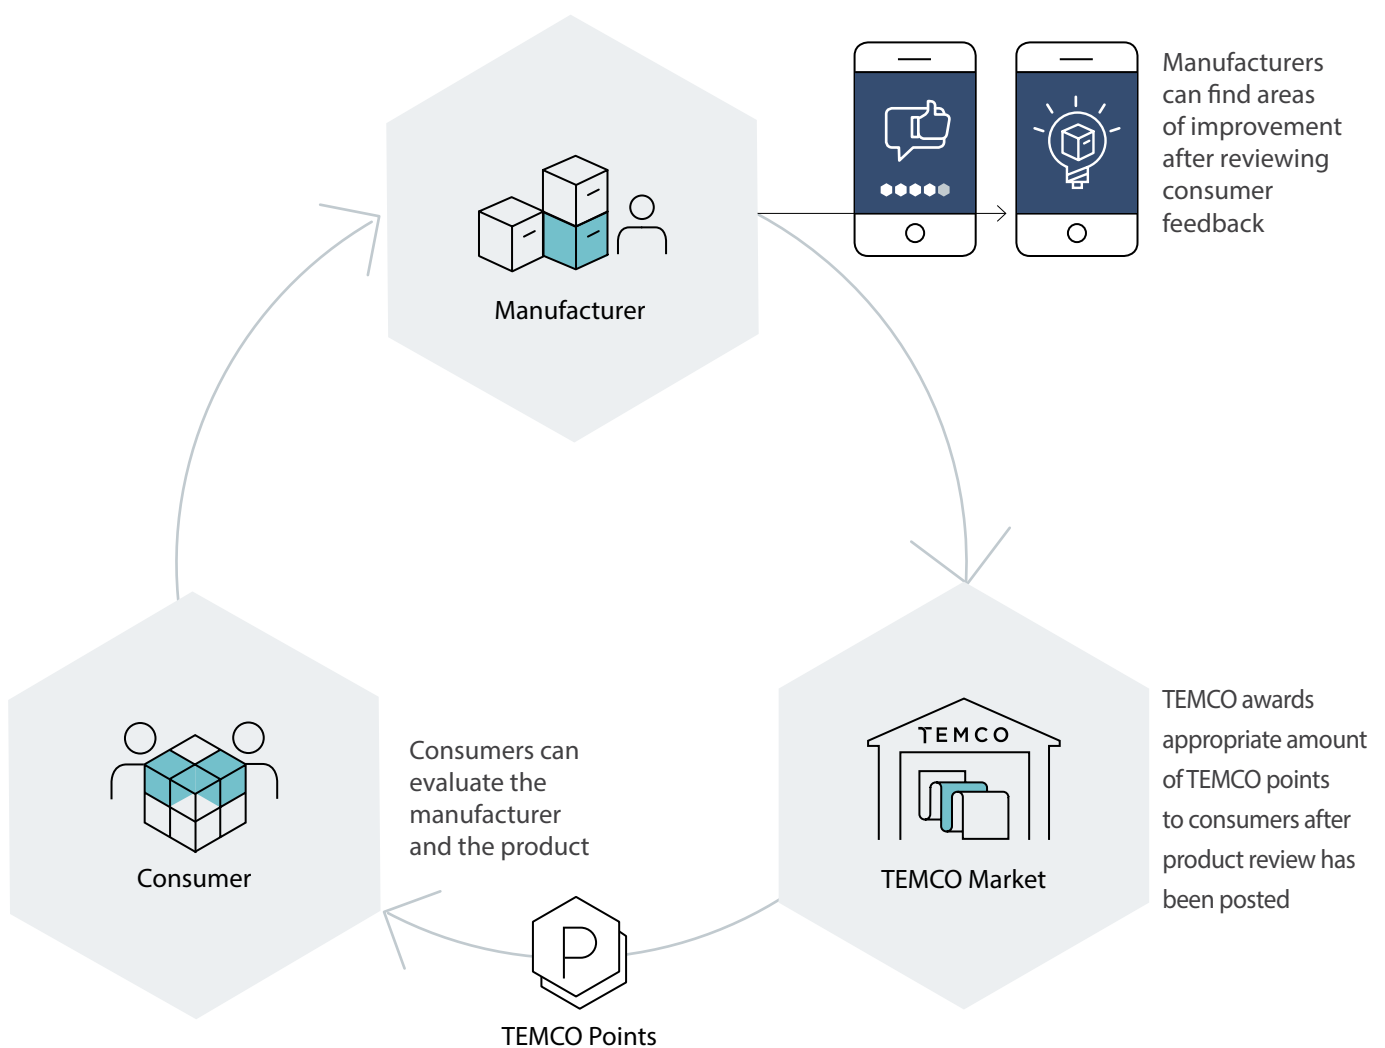 Manufacturers
can find areas
of improvement
after reviewing
consumer
feedback
Manufacturer
TEMCO
TEMCO Market
TEMCO awards
appropriate amount
of TEMCO points
to consumers after
product review has
been posted
Consumers can
evaluate the
manufacturer
and the product
Consumer
P
TEMCO Points